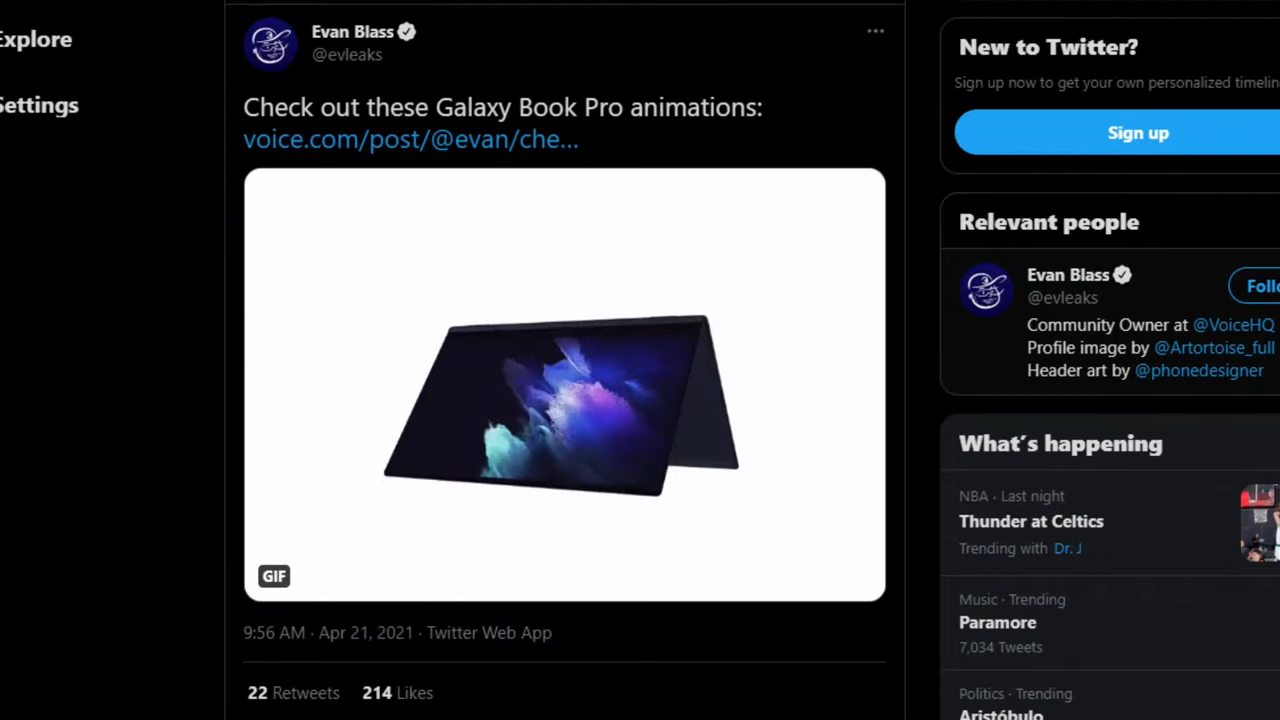 Explore
Settings
Evan Blass
@evleaks
Check out these Galaxy Book Pro animations:
voice.com/post/@evan/che...
GIF
9:56 AM · Apr 21, 2021 · Twitter Web App
22 Retweets 214 Likes
New to Twitter?
Sign up now to get your own personalized timelin
Sign up
Relevant people
Evan Blass
@evleaks
Follo
Community Owner at @VoiceHQ
Profile image by @Artortoise_full
Header art by @phonedesigner
What's happening
NBA · Last night
Thunder at Celtics
Trending with Dr. J
Music · Trending
Paramore
7,034 Tweets
Politics · Trending
Aristóbulo